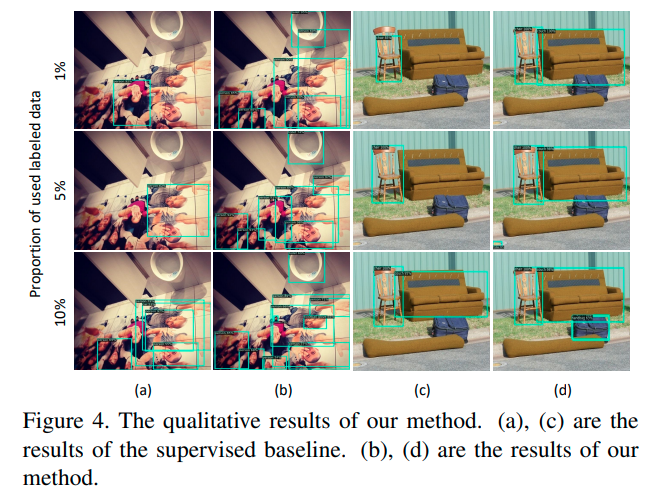 Proportion of used labeled data
1%
5%
10%
(a)
(b)
(c)
(d)
Figure 4. The qualitative results of our method. (a), (c) are the
results of the supervised baseline. (b), (d) are the results of our
method.